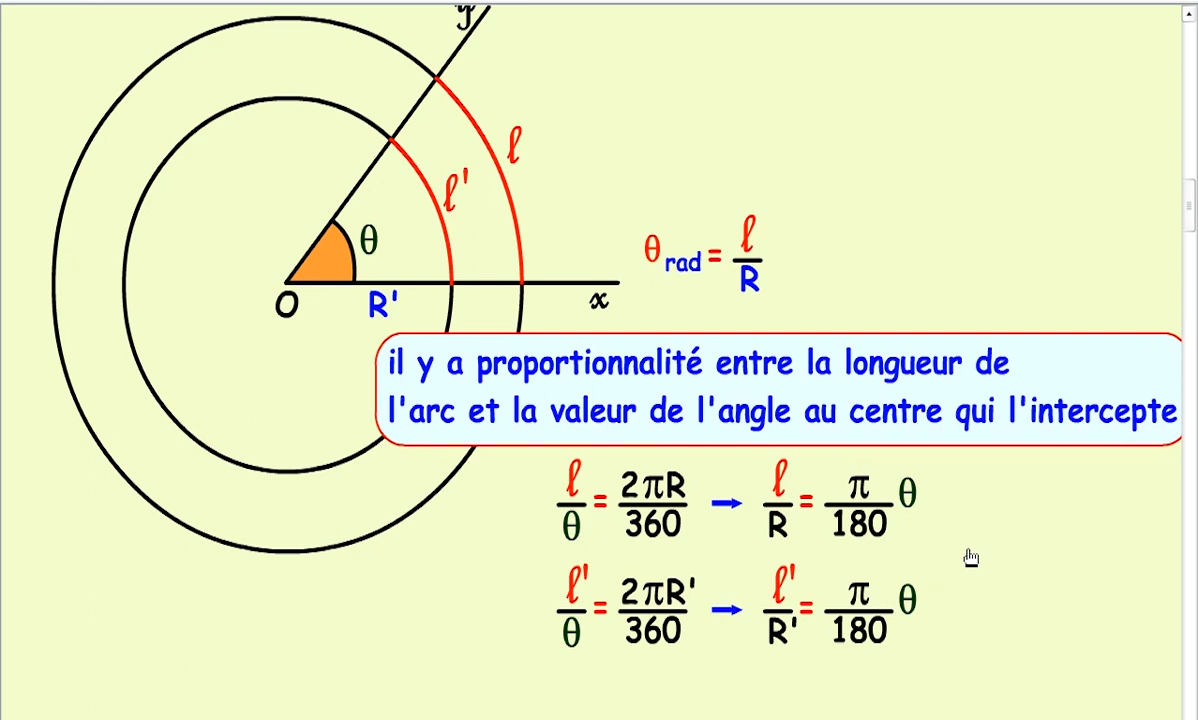 y
ℓ
ℓ'
θ
O
R'
x
θ rad = ℓ/R
il y a proportionnalité entre la longueur de
l'arc et la valeur de l'angle au centre qui l'intercepte
ℓ/θ = 2πR/360 → ℓ/R = π/180 θ
ℓ'/θ = 2πR'/360 → ℓ'/R' = π/180 θ